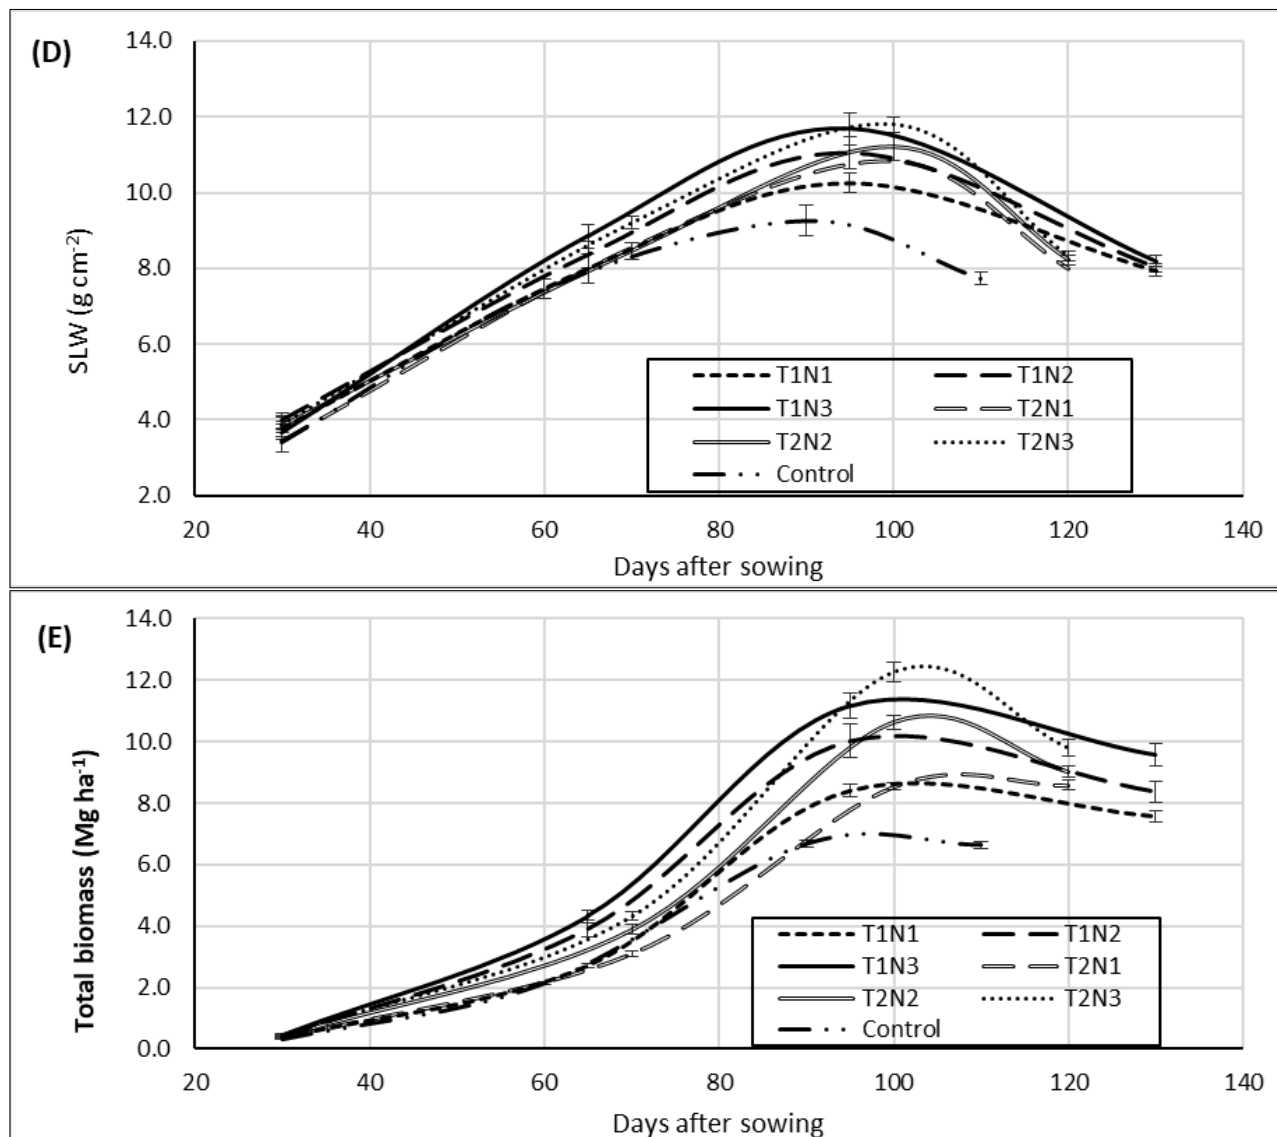 (D)
14.0
12.0
10.0
8.0
6.0
4.0
2.0
SLW (g cm-2)
20 40 60 80 100 120 140
Days after sowing
T1N1 T1N2
T1N3 T2N1
T2N2 T2N3
Control
(E)
14.0
12.0
10.0
8.0
6.0
4.0
2.0
0.0
Total biomass (Mg ha-1)
20 40 60 80 100 120 140
Days after sowing
T1N1 T1N2
T1N3 T2N1
T2N2 T2N3
Control